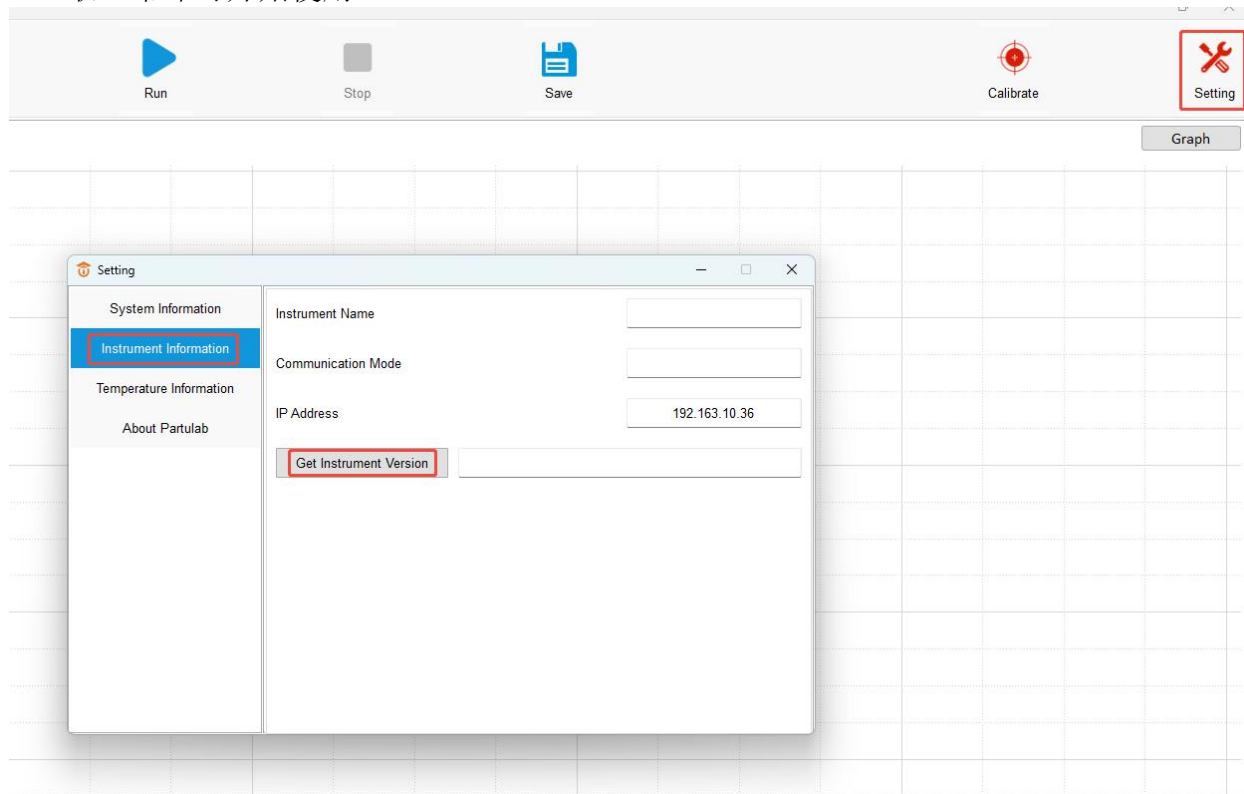 Run
Stop
Save
Calibrate
Setting
Graph
Setting
System Information
Instrument Information
Temperature Information
About Partulab
Instrument Name
Communication Mode
IP Address
192.163.10.36
Get Instrument Version